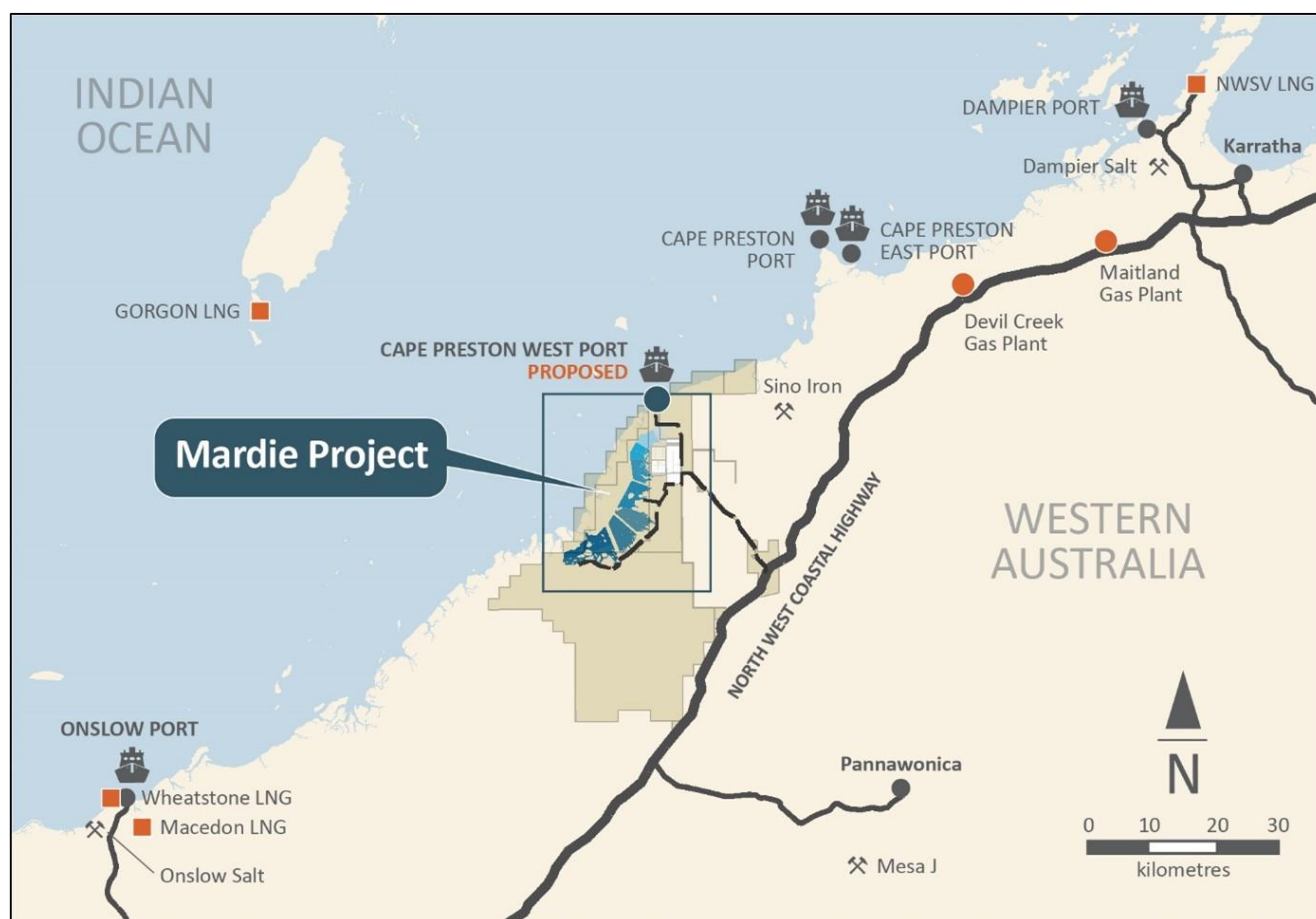 INDIAN
OCEAN
NWSV LNG
DAMPIER PORT
Karratha
Dampier Salt
CAPE PRESTON
PORT
CAPE PRESTON
EAST PORT
Maitland
Gas Plant
GORGON LNG
Devil Creek
Gas Plant
CAPE PRESTON WEST PORT
PROPOSED
Sino Iron
Mardie Project
NORTH WEST COASTAL HIGHWAY
WESTERN
AUSTRALIA
ONSLOW PORT
Wheatstone LNG
Macedon LNG
Onslow Salt
Pannawonica
Mesa J
N
0 10 20 30
kilometres